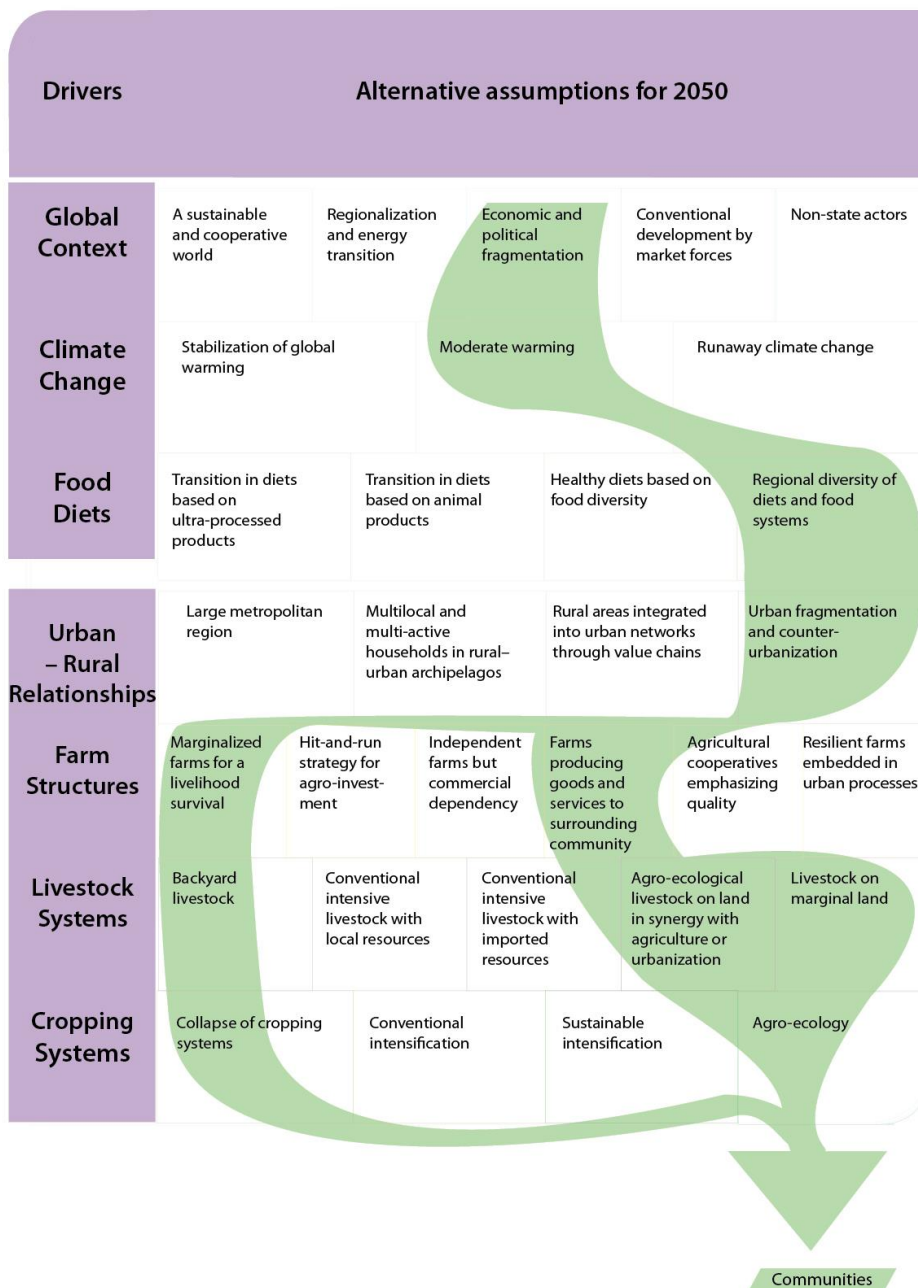 Drivers
Alternative assumptions for 2050
Global
Context
A sustainable
and cooperative
world
Regionalization
and energy
transition
Economic and
political
fragmentation
Conventional
development by
market forces
Non-state actors
Climate
Change
Stabilization of global
warming
Moderate warming
Runaway climate change
Food
Diets
Transition in diets
based on
ultra-processed
products
Transition in diets
based on animal
products
Healthy diets based on
food diversity
Regional diversity of
diets and food
systems
Urban
– Rural
Relationships
Large metropolitan
region
Multilocal and
multi-active
households in rural–
urban archipelagos
Rural areas integrated
into urban networks
through value chains
Urban fragmentation
and counter-
urbanization
Farm
Structures
Marginalized
farms for a
livelihood
survival
Hit-and-run
strategy for
agro-invest-
ment
Independent
farms but
commercial
dependency
Farms
producing
goods and
services to
surrounding
community
Agricultural
cooperatives
emphasizing
quality
Resilient farms
embedded in
urban processes
Livestock
Systems
Backyard
livestock
Conventional
intensive
livestock with
local resources
Conventional
intensive
livestock with
imported
resources
Agro-ecological
livestock on land
in synergy with
agriculture or
urbanization
Livestock on
marginal land
Cropping
Systems
Collapse of cropping
systems
Conventional
intensification
Sustainable
intensification
Agro-ecology
Communities